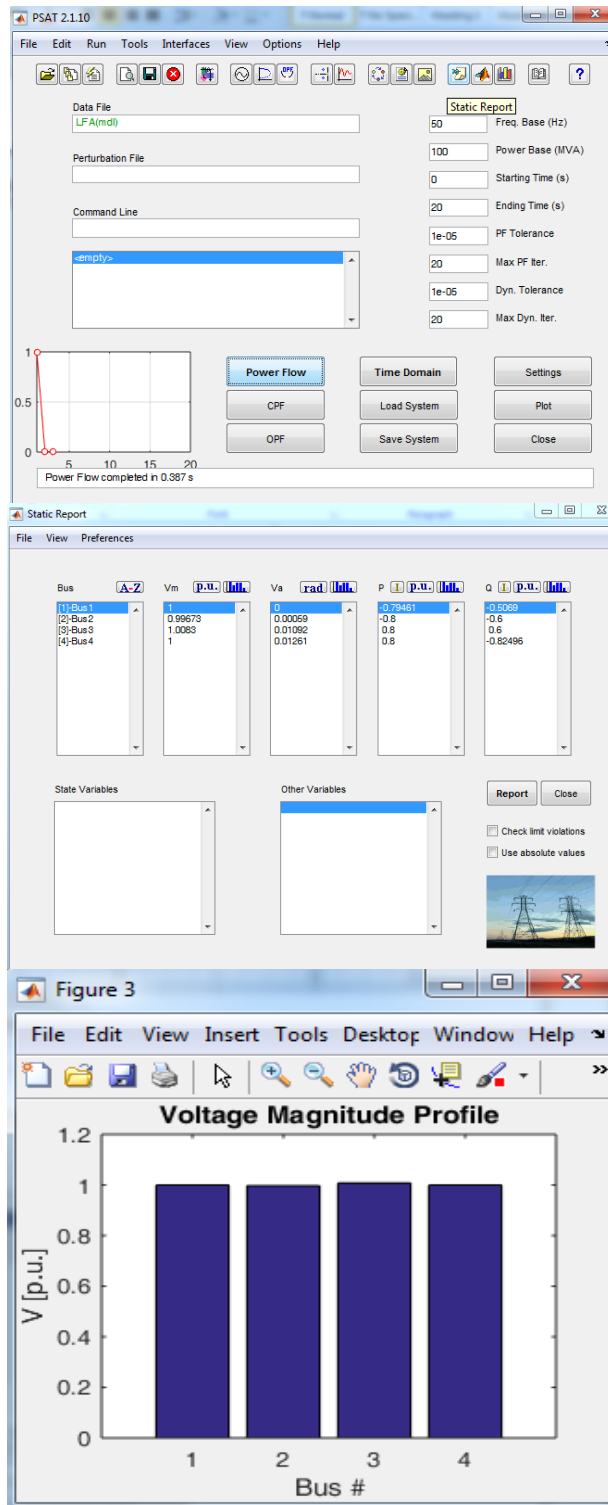 PSAT 2.1.10
File Edit Run Tools Interfaces View Options Help
OPF
Static Report
Data File
LFA(mdl)
50 Freq. Base (Hz)
Perturbation File
100 Power Base (MVA)
0 Starting Time (s)
Command Line
20 Ending Time (s)
1e-05 PF Tolerance
<empty>
20 Max PF Iter.
1e-05 Dyn. Tolerance
20 Max Dyn. Iter.
1
0.5
0
5 10 15 20
Power Flow Time Domain Settings
CPF Load System Plot
OPF Save System Close
Power Flow completed in 0.387 s
Static Report
File View Preferences
Bus A-Z Vm p.u. Va rad P I p.u. Q I p.u.
[1]-Bus1 1 0 -0.79461 -0.5069
[2]-Bus2 0.99673 0.00059 -0.8 -0.6
[3]-Bus3 1.0083 0.01092 0.8 0.6
[4]-Bus4 1 0.01261 0.8 -0.82496
State Variables Other Variables
Report Close
Check limit violations
Use absolute values
Figure 3
File Edit View Insert Tools Desktop Window Help
Voltage Magnitude Profile
1.2
1
0.8
0.6
0.4
0.2
0
V [p.u.]
1 2 3 4
Bus #